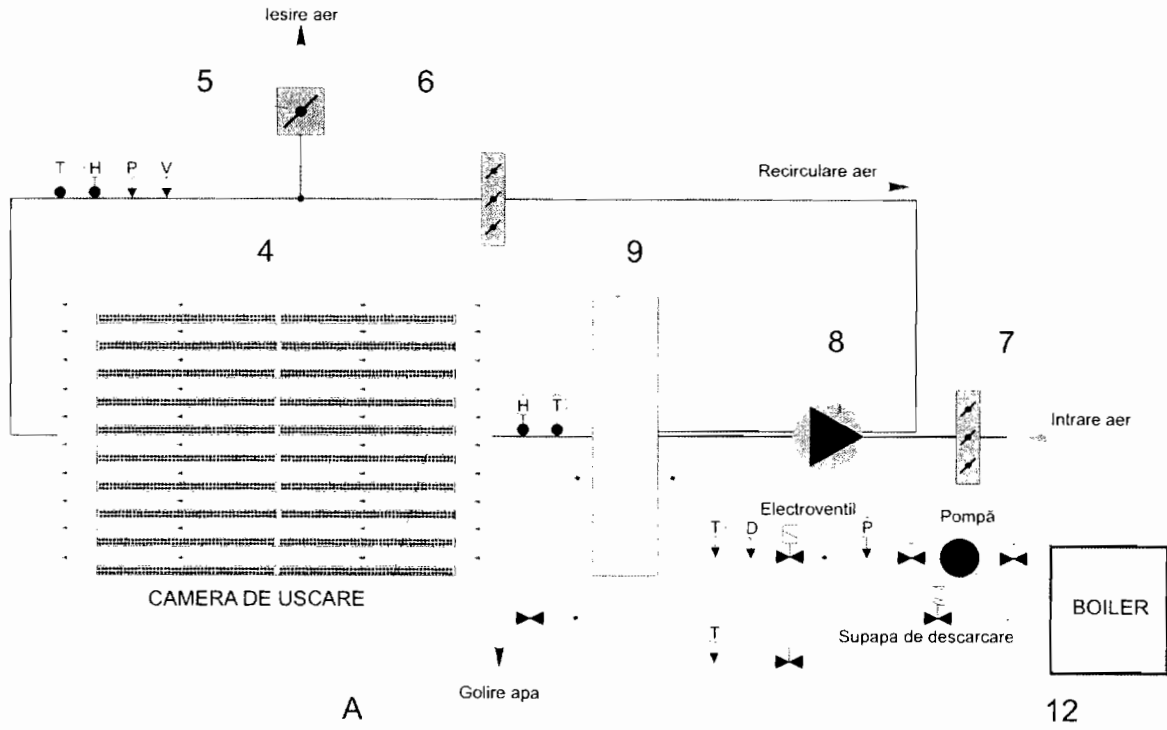 Iesire aer
5
6
T H P V
Recirculare aer
4
9
8
7
H T
Intrare aer
Electroventil
Pompă
T D P
CAMERA DE USCARE
BOILER
T
Supapa de descarcare
Golire apa
A
12